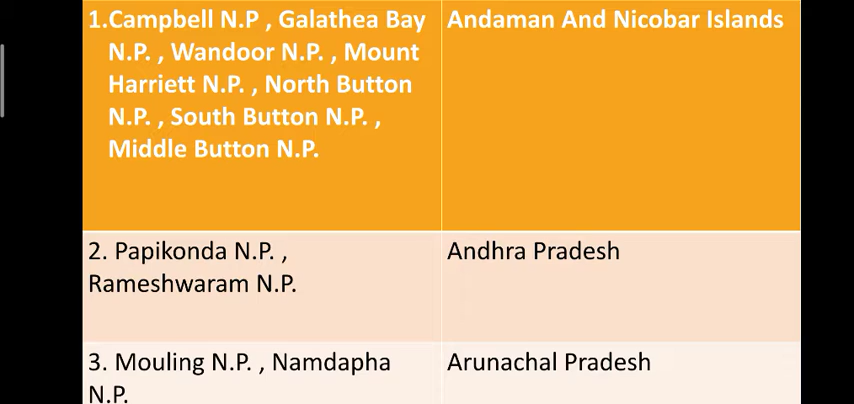 1.Campbell N.P , Galathea Bay
N.P. , Wandoor N.P. , Mount
Harriett N.P. , North Button
N.P. , South Button N.P. ,
Middle Button N.P.
Andaman And Nicobar Islands
2. Papikonda N.P. ,
Rameshwaram N.P.
Andhra Pradesh
3. Mouling N.P. , Namdapha
N.P.
Arunachal Pradesh